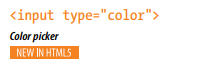 <input type="color">
Color picker
NEW IN HTML5